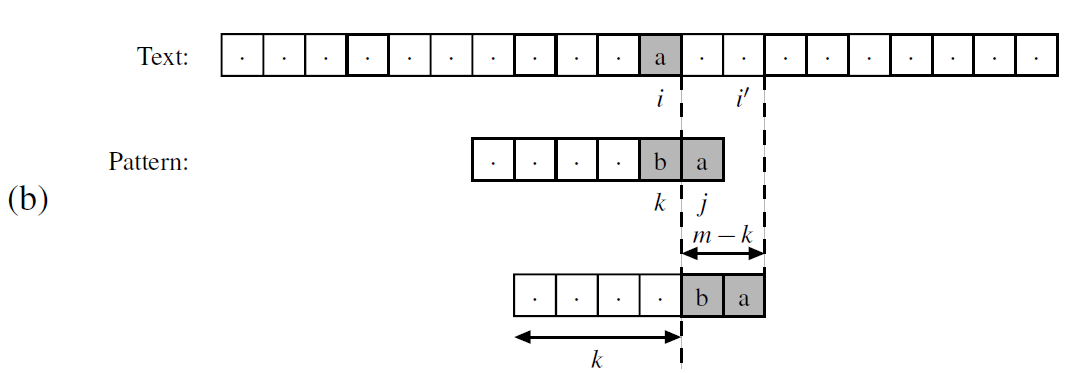 Text: . . . . . . . . . . a . . . . . . . . .
i i′
Pattern: . . . . b a
(b)
k j
m − k
. . . . b a
k